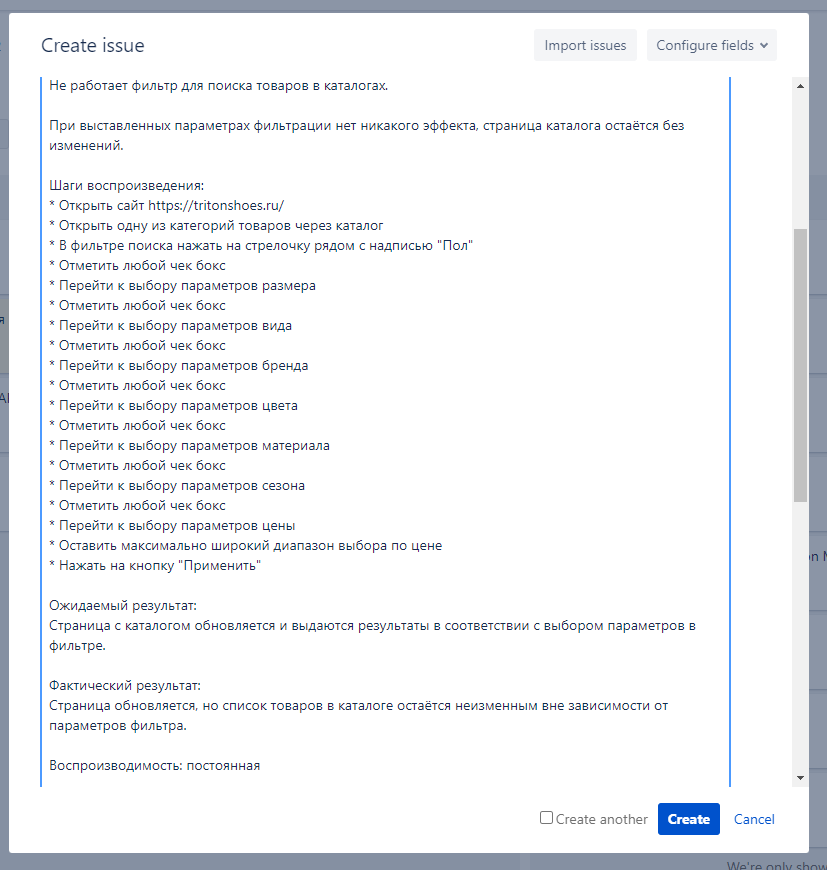 Create issue
Import issues
Configure fields
Не работает фильтр для поиска товаров в каталогах.
При выставленных параметрах фильтрации нет никакого эффекта, страница каталога остаётся без
изменений.
Шаги воспроизведения:
* Открыть сайт https://tritonshoes.ru/
* Открыть одну из категорий товаров через каталог
* В фильтре поиска нажать на стрелочку рядом с надписью "Пол"
* Отметить любой чек бокс
* Перейти к выбору параметров размера
* Отметить любой чек бокс
* Перейти к выбору параметров вида
* Отметить любой чек бокс
* Перейти к выбору параметров бренда
* Отметить любой чек бокс
* Перейти к выбору параметров цвета
* Отметить любой чек бокс
* Перейти к выбору параметров материала
* Отметить любой чек бокс
* Перейти к выбору параметров сезона
* Отметить любой чек бокс
* Перейти к выбору параметров цены
* Оставить максимально широкий диапазон выбора по цене
* Нажать на кнопку "Применить"
Ожидаемый результат:
Страница с каталогом обновляется и выдаются результаты в соответствии с выбором параметров в
фильтре.
Фактический результат:
Страница обновляется, но список товаров в каталоге остаётся неизменным вне зависимости от
параметров фильтра.
Воспроизводимость: постоянная
Create another
Create
Cancel
We're only show